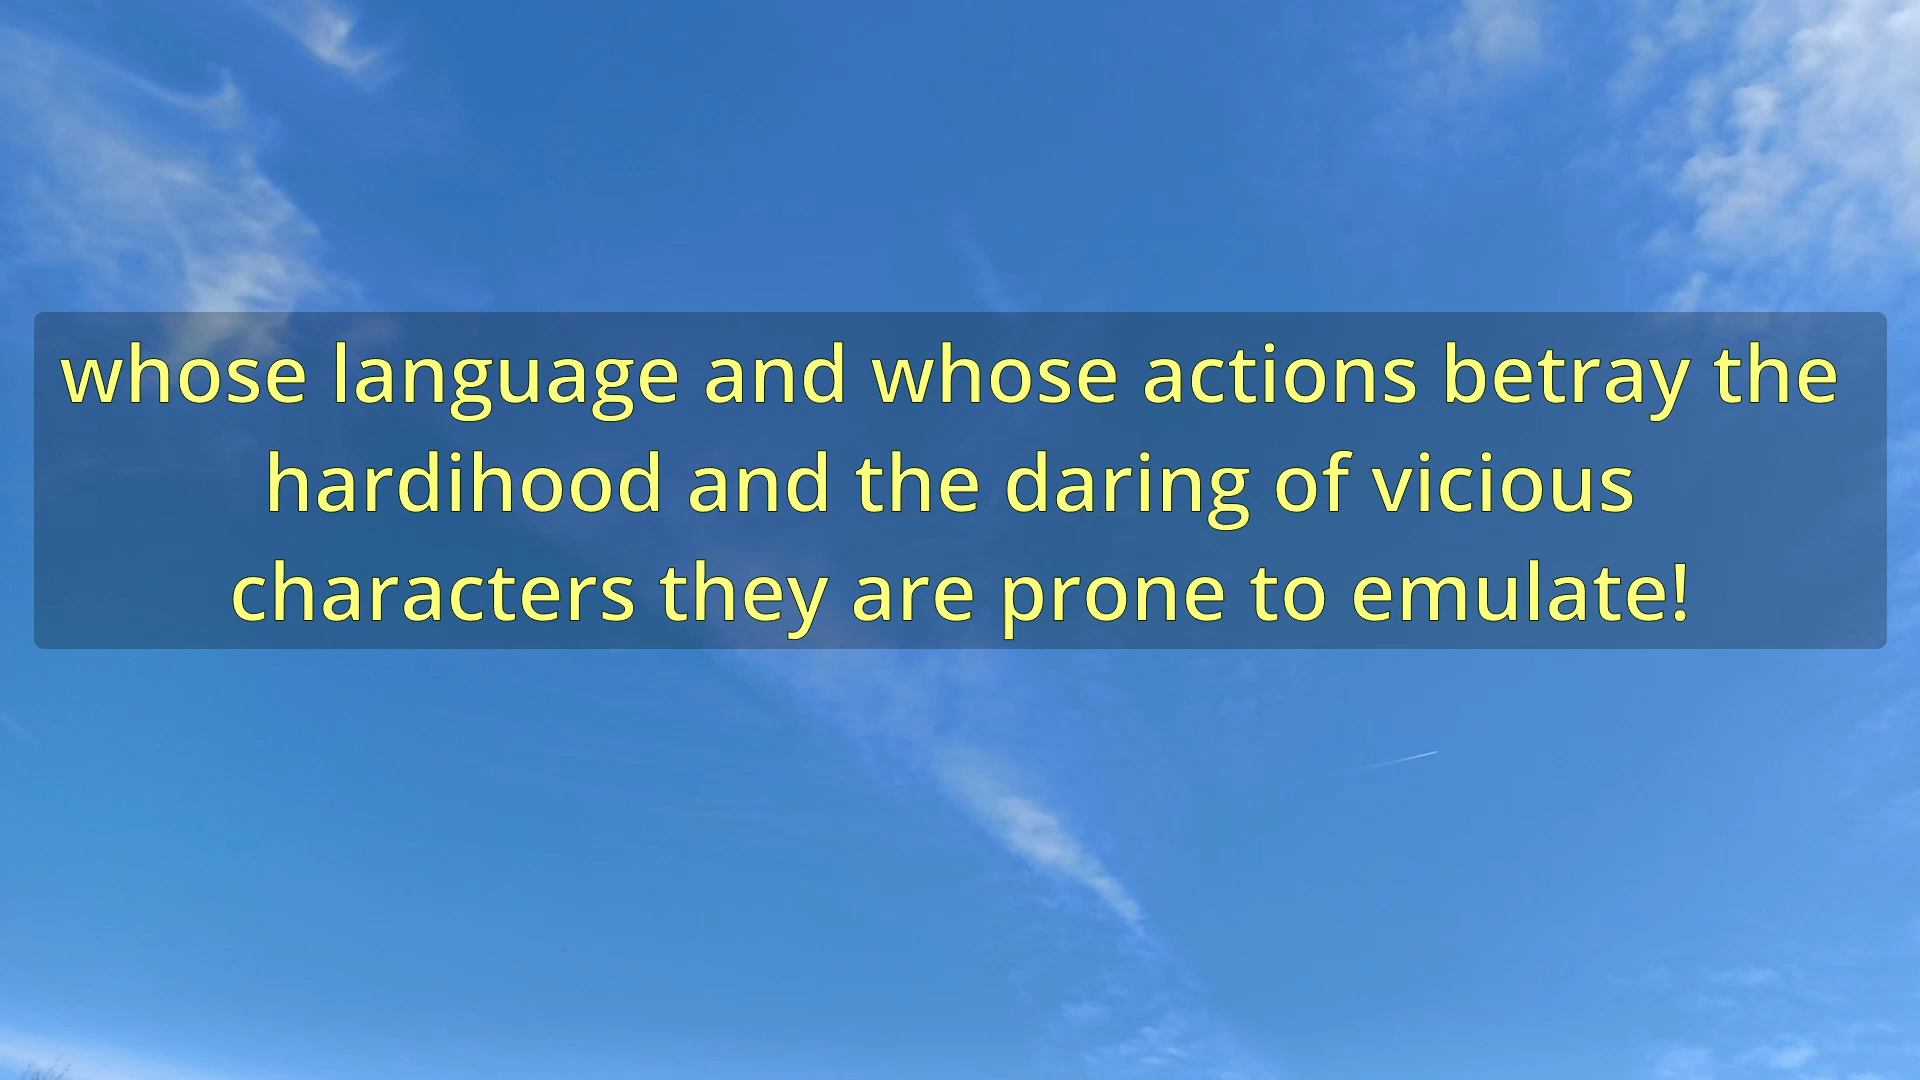 whose language and whose actions betray the
hardihood and the daring of vicious
characters they are prone to emulate!